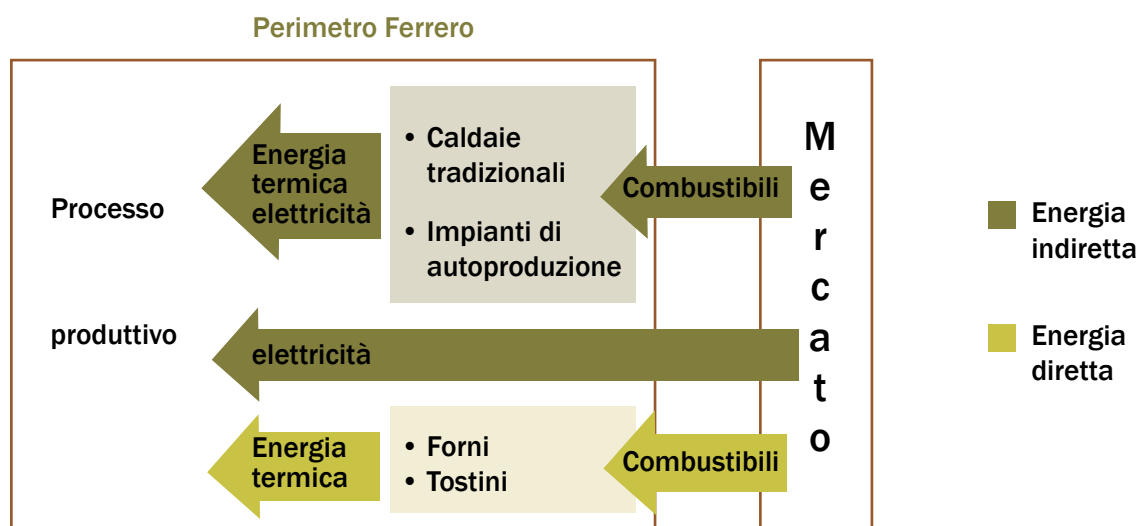 Perimetro Ferrero
Processo
produttivo
Energia
termica
elettricità
• Caldaie
tradizionali
• Impianti di
autoproduzione
Combustibili
elettricità
Energia
termica
• Forni
• Tostini
Combustibili
Mercato
Energia
indiretta
Energia
diretta